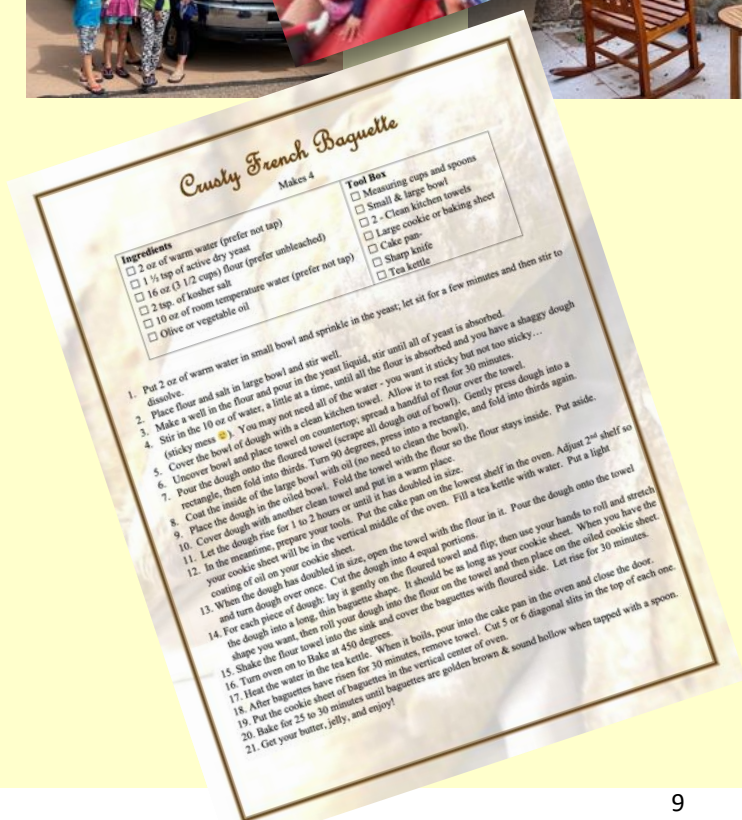 Crusty French Baguette
Makes 4
Ingredients
☐ 2 oz of warm water (prefer not tap)
☐ 1 ½ tsp of active dry yeast
☐ 16 oz (3 1/2 cups) flour (prefer unbleached)
☐ 2 tsp. of kosher salt
☐ 10 oz of room temperature water (prefer not tap)
☐ Olive or vegetable oil
Tool Box
☐ Measuring cups and spoons
☐ Small & large bowl
☐ 2 - Clean kitchen towels
☐ Large cookie or baking sheet
☐ Cake pan-
☐ Sharp knife
☐ Tea kettle
1. Put 2 oz of warm water in small bowl and sprinkle in the yeast; let sit for a few minutes and then stir to
dissolve.
2. Place flour and salt in large bowl and stir well.
3. Make a well in the flour and pour in the yeast liquid, stir until all of yeast is absorbed.
4. Stir in the 10 oz of water, a little at a time, until all the flour is absorbed and you have a shaggy dough
(sticky mess 😊). You may not need all of the water - you want it sticky but not too sticky…
5. Cover the bowl of dough with a clean kitchen towel. Allow it to rest for 30 minutes.
6. Uncover bowl and place towel on countertop; spread a handful of flour over the towel.
7. Pour the dough onto the floured towel (scrape all dough out of bowl). Gently press dough into a
rectangle, then fold into thirds. Turn 90 degrees, press into a rectangle, and fold into thirds again.
8. Coat the inside of the large bowl with oil (no need to clean the bowl).
9. Place the dough in the oiled bowl. Fold the towel with the flour so the flour stays inside. Put aside.
10. Cover dough with another clean towel and put in a warm place.
11. Let the dough rise for 1 to 2 hours or until it has doubled in size.
12. In the meantime, prepare your tools. Put the cake pan on the lowest shelf in the oven. Adjust 2nd shelf so
your cookie sheet will be in the vertical middle of the oven. Fill a tea kettle with water. Put a light
coating of oil on your cookie sheet.
13. When the dough has doubled in size, open the towel with the flour in it. Pour the dough onto the towel
and turn dough over once. Cut the dough into 4 equal portions.
14. For each piece of dough: lay it gently on the floured towel and flip; then use your hands to roll and stretch
the dough into a long, thin baguette shape. It should be as long as your cookie sheet. When you have the
shape you want, then roll your dough into the flour on the towel and then place on the oiled cookie sheet.
15. Shake the flour towel into the sink and cover the baguettes with floured side. Let rise for 30 minutes.
16. Turn oven on to Bake at 450 degrees.
17. Heat the water in the tea kettle. When it boils, pour into the cake pan in the oven and close the door.
18. After baguettes have risen for 30 minutes, remove towel. Cut 5 or 6 diagonal slits in the top of each one.
19. Put the cookie sheet of baguettes in the vertical center of oven.
20. Bake for 25 to 30 minutes until baguettes are golden brown & sound hollow when tapped with a spoon.
21. Get your butter, jelly, and enjoy!
9